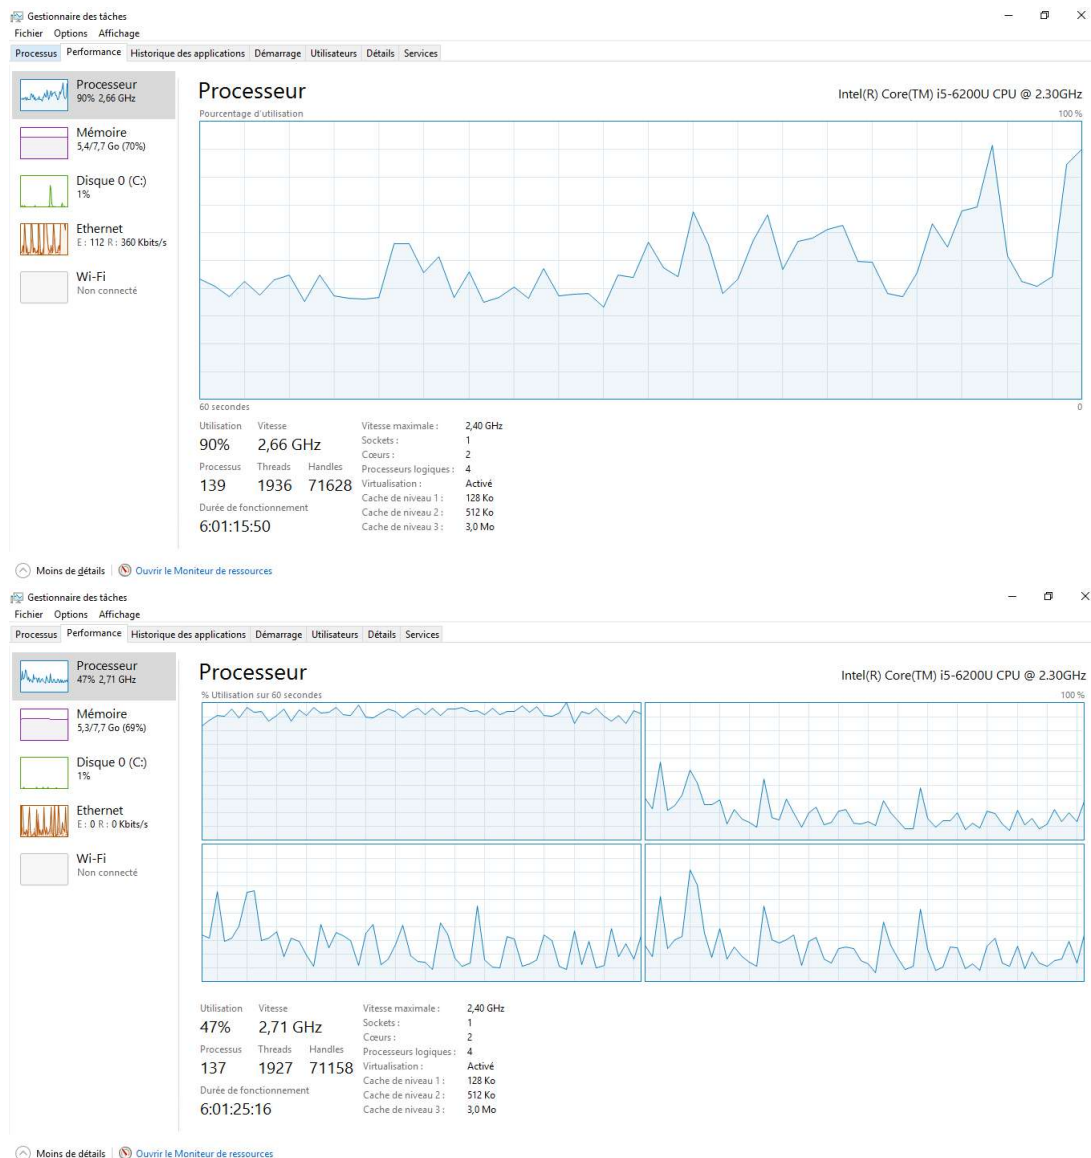 Gestionnaire des tâches
Fichier Options Affichage
Processus Performance Historique des applications Démarrage Utilisateurs Détails Services
Processeur
90% 2,66 GHz
Mémoire
5,4/7,7 Go (70%)
Disque 0 (C:)
1%
Ethernet
E : 112 R : 360 Kbits/s
Wi-Fi
Non connecté
Processeur Intel(R) Core(TM) i5-6200U CPU @ 2.30GHz
Pourcentage d'utilisation 100 %
60 secondes 0
Utilisation Vitesse
90% 2,66 GHz
Processus Threads Handles
139 1936 71628
Durée de fonctionnement
6:01:15:50
Vitesse maximale : 2,40 GHz
Sockets : 1
Cœurs : 2
Processeurs logiques : 4
Virtualisation : Activé
Cache de niveau 1 : 128 Ko
Cache de niveau 2 : 512 Ko
Cache de niveau 3 : 3,0 Mo
Moins de détails Ouvrir le Moniteur de ressources
Gestionnaire des tâches
Fichier Options Affichage
Processus Performance Historique des applications Démarrage Utilisateurs Détails Services
Processeur
47% 2,71 GHz
Mémoire
5,3/7,7 Go (69%)
Disque 0 (C:)
1%
Ethernet
E : 0 R : 0 Kbits/s
Wi-Fi
Non connecté
Processeur Intel(R) Core(TM) i5-6200U CPU @ 2.30GHz
% Utilisation sur 60 secondes 100 %
Utilisation Vitesse
47% 2,71 GHz
Processus Threads Handles
137 1927 71158
Durée de fonctionnement
6:01:25:16
Vitesse maximale : 2,40 GHz
Sockets : 1
Cœurs : 2
Processeurs logiques : 4
Virtualisation : Activé
Cache de niveau 1 : 128 Ko
Cache de niveau 2 : 512 Ko
Cache de niveau 3 : 3,0 Mo
Moins de détails Ouvrir le Moniteur de ressources